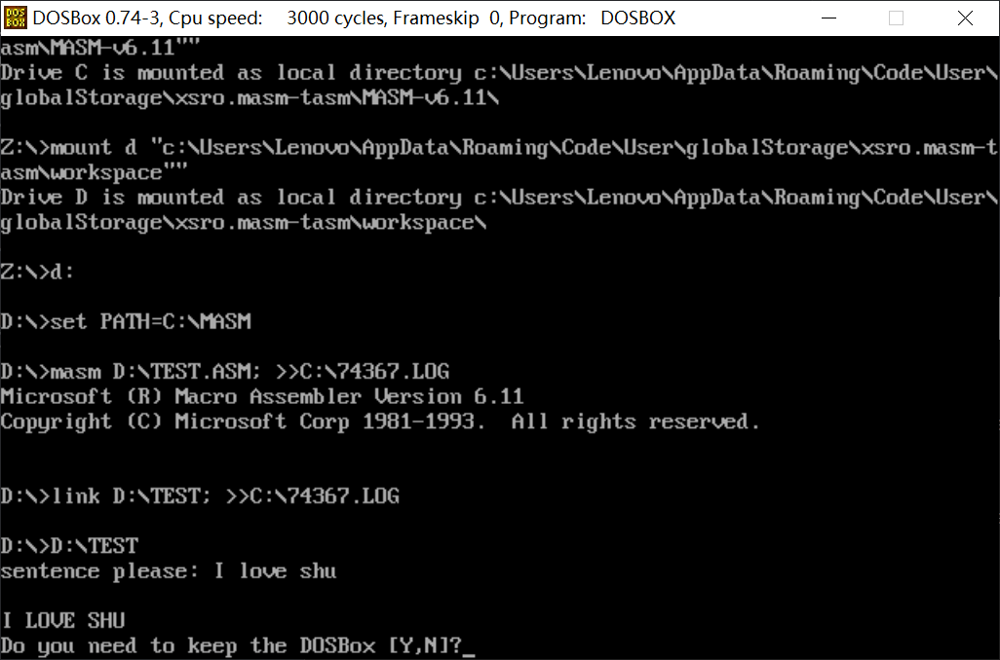 DOSBox 0.74-3, Cpu speed: 3000 cycles, Frameskip 0, Program: DOSBOX
asm\MASM-v6.11""
Drive C is mounted as local directory c:\Users\Lenovo\AppData\Roaming\Code\User\
globalStorage\xsro.masm-tasm\MASM-v6.11\
Z:\>mount d "c:\Users\Lenovo\AppData\Roaming\Code\User\globalStorage\xsro.masm-t
asm\workspace""
Drive D is mounted as local directory c:\Users\Lenovo\AppData\Roaming\Code\User\
globalStorage\xsro.masm-tasm\workspace\
Z:\>d:
D:\>set PATH=C:\MASM
D:\>masm D:\TEST.ASM; >>C:\74367.LOG
Microsoft (R) Macro Assembler Version 6.11
Copyright (C) Microsoft Corp 1981-1993.  All rights reserved.
D:\>link D:\TEST; >>C:\74367.LOG
D:\>D:\TEST
sentence please: I love shu
I LOVE SHU
Do you need to keep the DOSBox [Y,N]?_